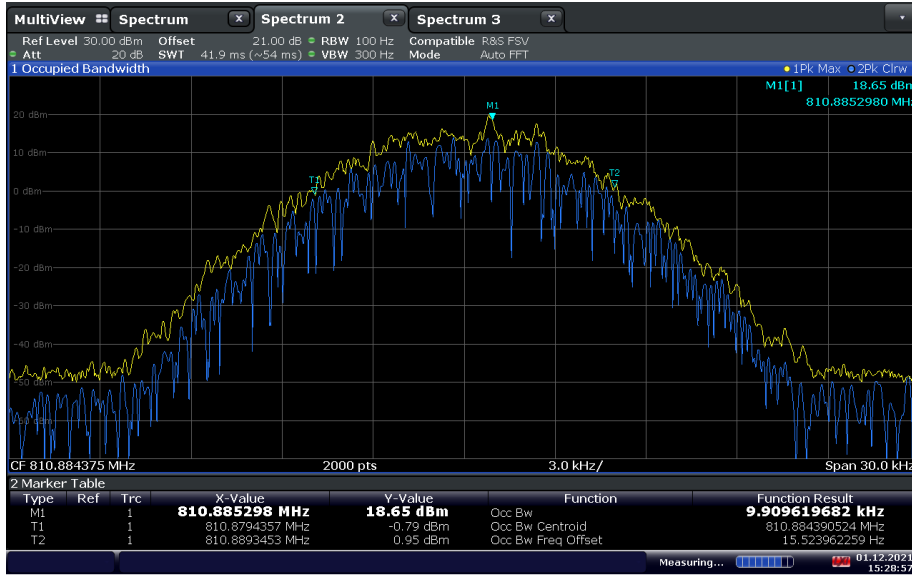 MultiView Spectrum X Spectrum 2 X Spectrum 3 X
Ref Level 30.00 dBm Offset 21.00 dB RBW 100 Hz Compatible R&S FSV
Att 20 dB SWT 41.9 ms (~54 ms) VBW 300 Hz Mode Auto FFT
1 Occupied Bandwidth 1Pk Max 2Pk Clrw
M1[1] 18.65 dBm
810.8852980 MHz
M1
20 dBm
10 dBm
T1 T2
0 dBm
-10 dBm
-20 dBm
-30 dBm
-40 dBm
-50 dBm
-60 dBm
CF 810.884375 MHz 2000 pts 3.0 kHz/ Span 30.0 kHz
2 Marker Table
Type Ref Trc X-Value Y-Value Function Function Result
M1 1 810.885298 MHz 18.65 dBm Occ Bw 9.909619682 kHz
T1 1 810.8794357 MHz -0.79 dBm Occ Bw Centroid 810.884390524 MHz
T2 1 810.8893453 MHz 0.95 dBm Occ Bw Freq Offset 15.523962259 Hz
Measuring... 01.12.2021
15:28:57